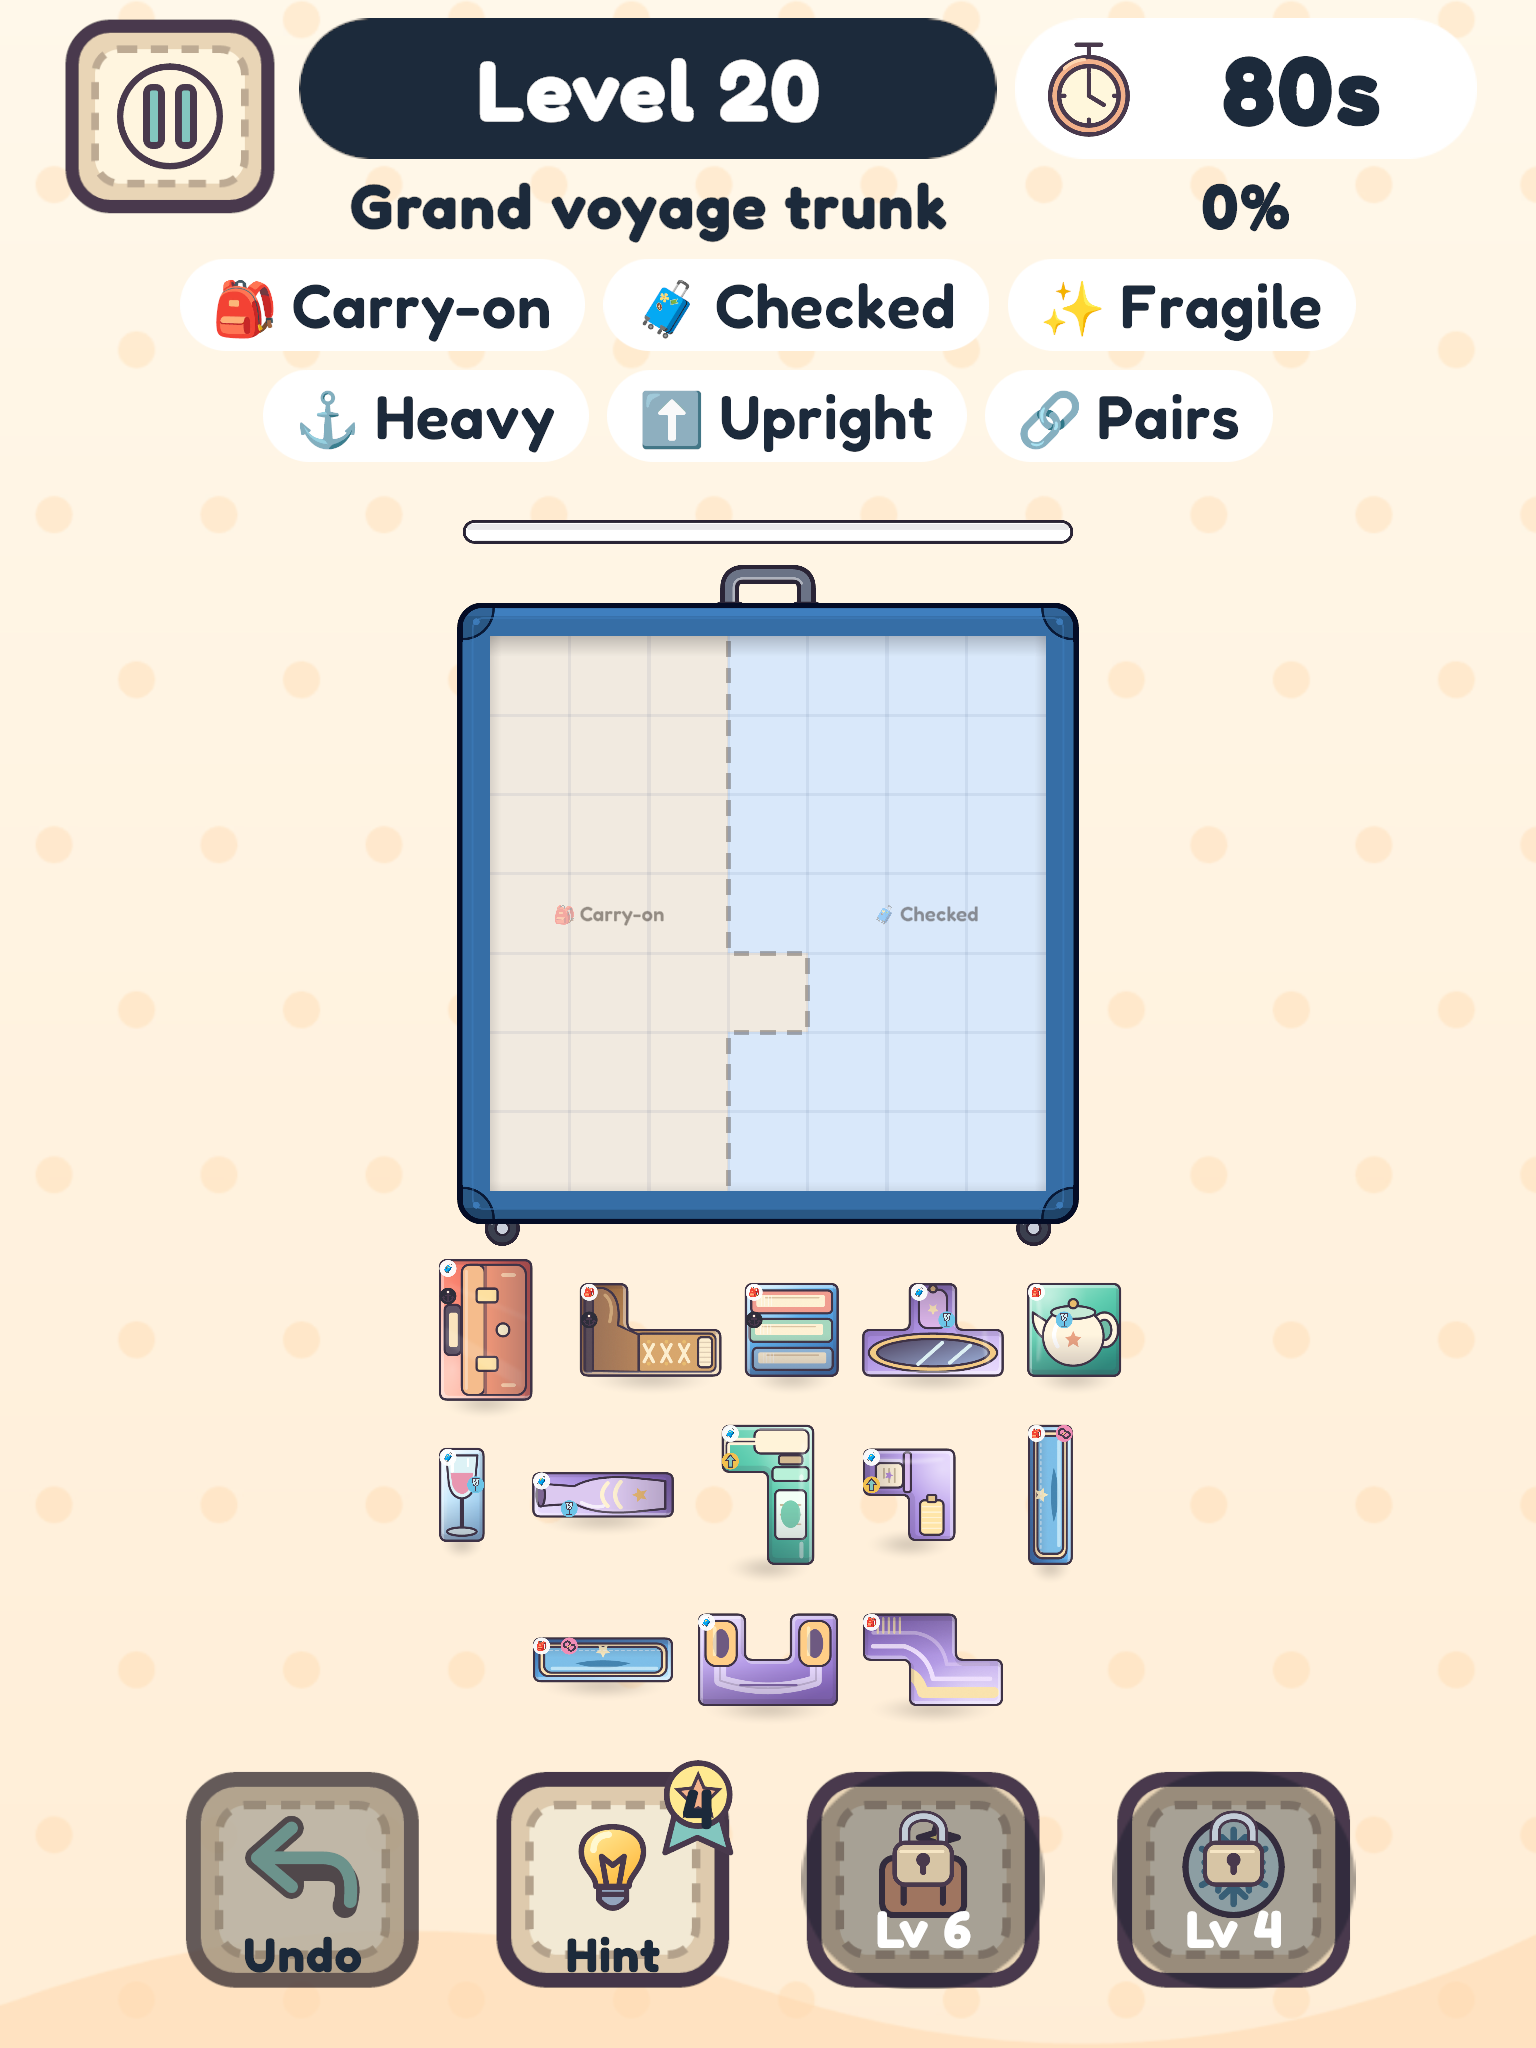 Level 20
80s
Grand voyage trunk
0%
Carry-on
Checked
Fragile
Heavy
Upright
Pairs
Carry-on
Checked
XXX
4
Undo
Hint
Lv 6
Lv 4